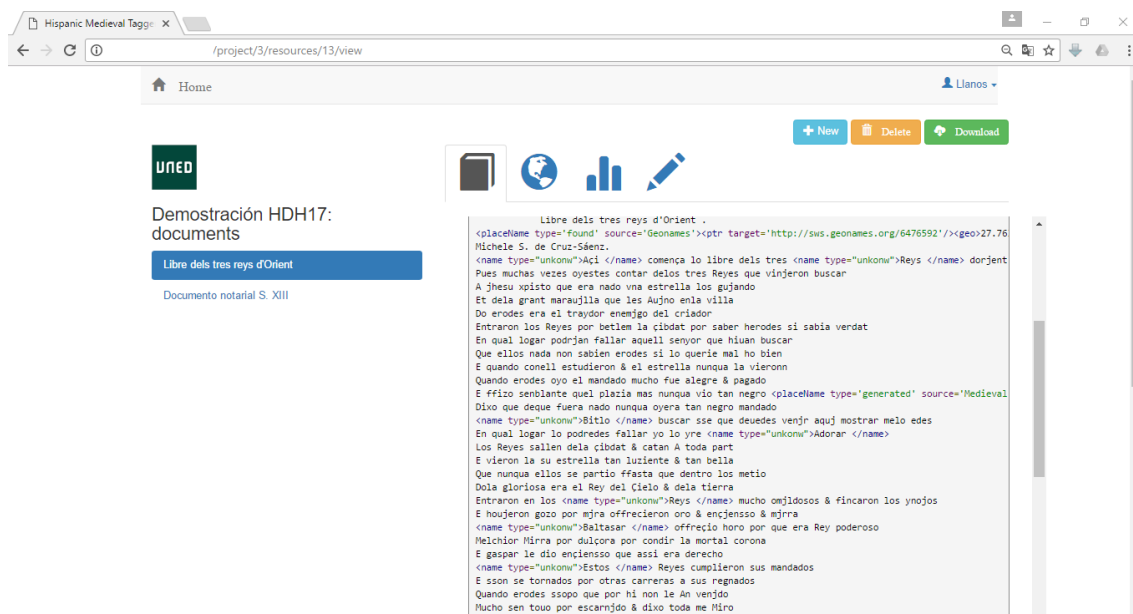 Hispanic Medieval Tagge
/project/3/resources/13/view
Home
Llanos
New
Delete
Download
UNED
Demostración HDH17:
documents
Libre dels tres reys d'Orient
Documento notarial S. XIII
Libre dels tres reys d'Orient .
<placeName type='found' source='Geonames'><ptr target='http://sws.geonames.org/6476592'/><geo>27.76
Michele S. de Cruz-Sáenz.
<name type="unkonw">Açi </name> comença lo libre dels tres <name type="unkonw">Reys </name> dorjent
Pues muchas vezes oyestes contar delos tres Reyes que vinjeron buscar
A jhesu xpisto que era nado vna estrella los gujando
Et dela grant maraujlla que les Aujno enla villa
Do erodes era el traydor enemjgo del criador
Entraron los Reyes por betlem la çibdat por saber herodes si sabia verdat
En qual logar podrjan fallar aquell senyor que hiuan buscar
Que ellos nada non sabien erodes si lo querie mal ho bien
E quando conell estudieron & el estrella nunqua la vieronn
Quando erodes oyo el mandado mucho fue alegre & pagado
E ffizo senblante quel plazia mas nunqua vio tan negro <placeName type='generated' source='Medieval
Dixo que deque fuera nado nunqua oyera tan negro mandado
<name type="unkonw">Bitlo </name> buscar sse que deuedes venjr aquj mostrar melo edes
En qual logar lo podredes fallar yo lo yre <name type="unkonw">Adorar </name>
Los Reyes sallen dela çibdat & catan A toda part
E vieron la su estrella tan luziente & tan bella
Que nunqua ellos se partio ffasta que dentro los metio
Dola gloriosa era el Rey del Çielo & dela tierra
Entraron en los <name type="unkonw">Reys </name> mucho omjldosos & fincaron los ynojos
E houjeron gozo por mjra offrecieron oro & ençjensso & mjrra
<name type="unkonw">Baltasar </name> offreçio horo por que era Rey poderoso
Melchior Mirra por dulçora por condir la mortal corona
E gaspar le dio ençiensso que assi era derecho
<name type="unkonw">Estos </name> Reyes cumplieron sus mandados
E sson se tornados por otras carreras a sus regnados
Quando erodes ssopo que por hi non le An venjdo
Mucho sen touo por escarnjdo & dixo toda me Miro